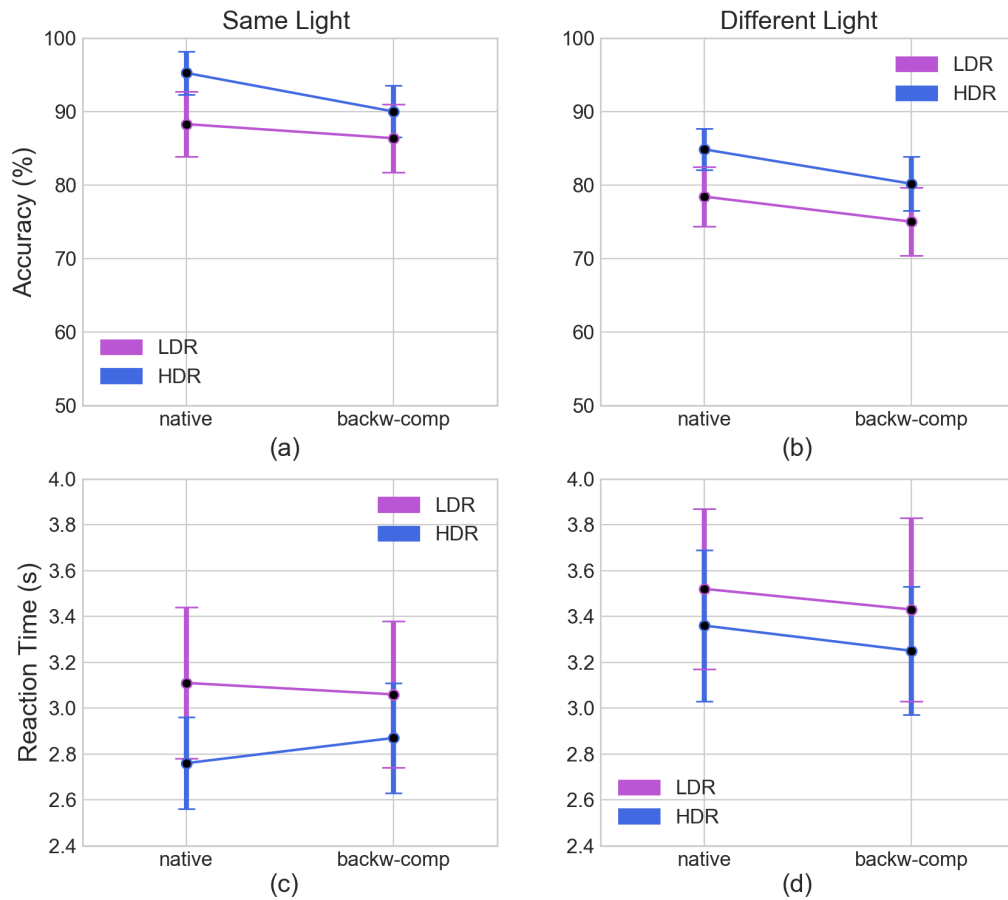 Same Light
Different Light
Accuracy (%)
100
90
80
70
60
50
LDR
HDR
native
backw-comp
(a)
100
90
80
70
60
50
LDR
HDR
native
backw-comp
(b)
Reaction Time (s)
4.0
3.8
3.6
3.4
3.2
3.0
2.8
2.6
2.4
LDR
HDR
native
backw-comp
(c)
4.0
3.8
3.6
3.4
3.2
3.0
2.8
2.6
2.4
LDR
HDR
native
backw-comp
(d)